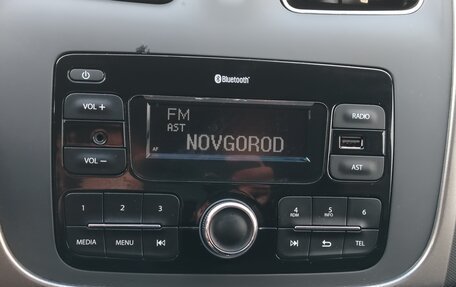 Bluetooth
VOL +
FM
AST
AF
NOVGOROD
RADIO
VOL −
AST
1 2 3
4 RDM 5 INFO 6
MEDIA MENU
TEL